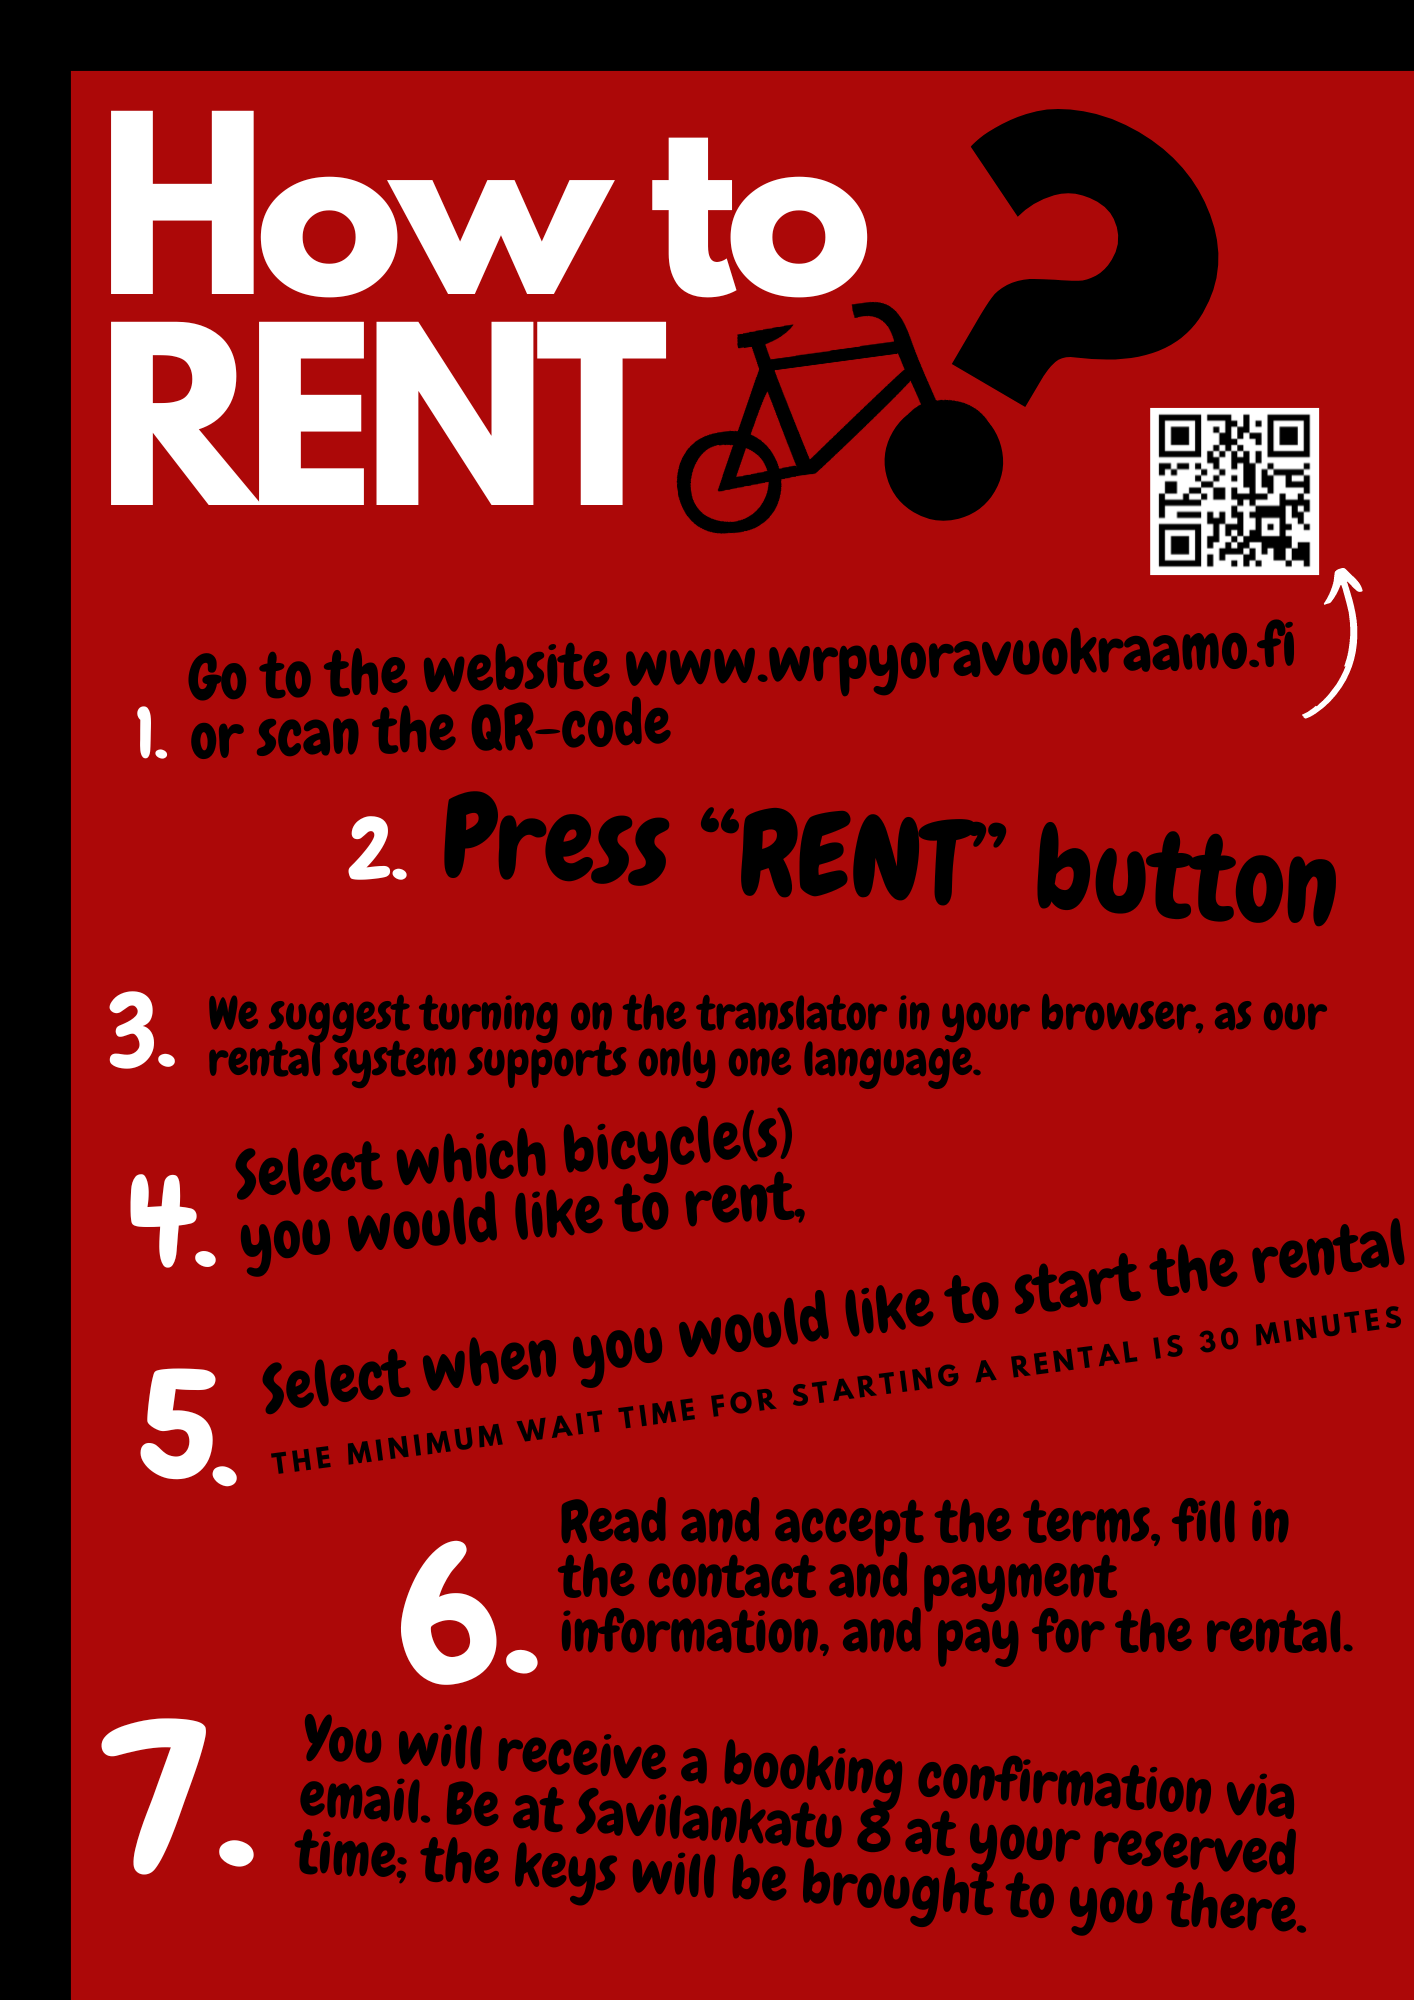 How to
RENT ?
Go to the website www.wrpyoravuokraamo.fi
1. or scan the QR-code
2. Press “RENT” button
3. We suggest turning on the translator in your browser, as our
rental system supports only one language.
Select which bicycle(s)
4. you would like to rent,
5. Select when you would like to start the rental
THE MINIMUM WAIT TIME FOR STARTING A RENTAL IS 30 MINUTES
Read and accept the terms, fill in
6. the contact and payment
information, and pay for the rental.
7. You will receive a booking confirmation via
email. Be at Savilankatu 8 at your reserved
time; the keys will be brought to you there.